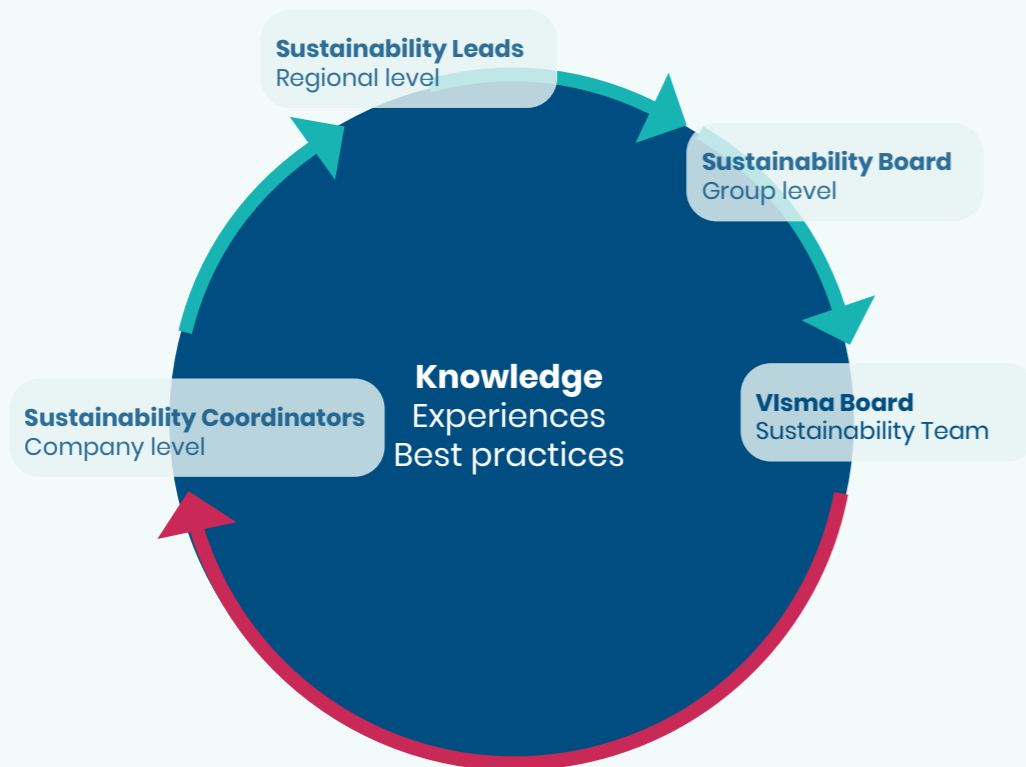 Sustainability Leads
Regional level
Sustainability Board
Group level
VIsma Board
Sustainability Team
Sustainability Coordinators
Company level
Knowledge
Experiences
Best practices